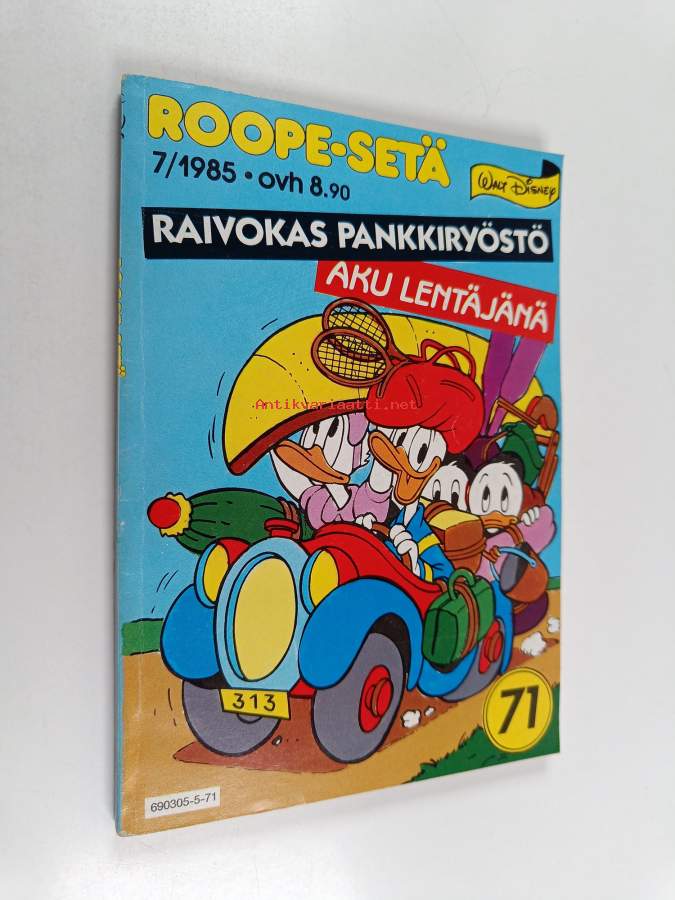 ROOPE-SETÄ
7/1985 • ovh 8.90
WALT DISNEY
RAIVOKAS PANKKIRYÖSTÖ
AKU LENTÄJÄNÄ
Antikvariaatti.net
313
71
690305-5-71